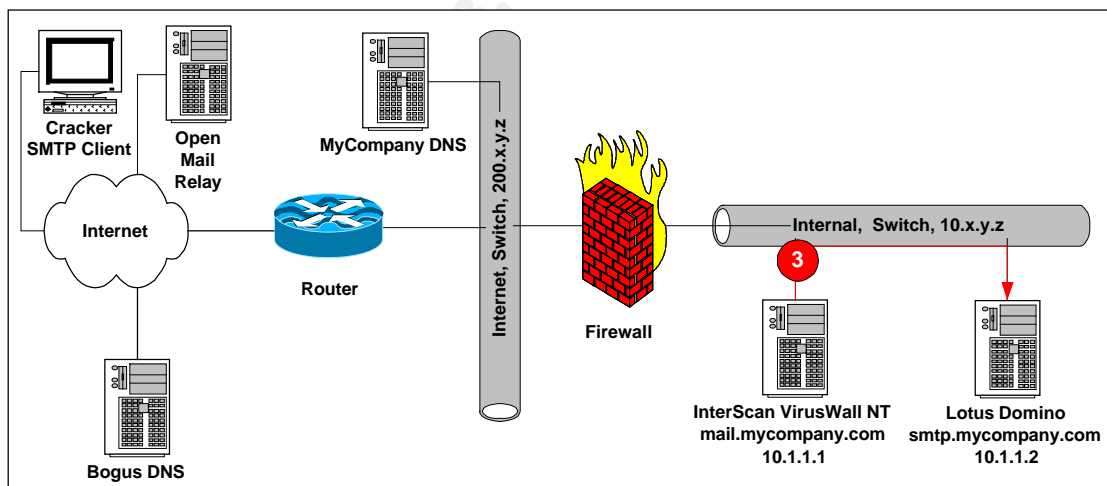 Cracker
SMTP Client
Open
Mail
Relay
MyCompany DNS
Internet, Switch, 200.x.y.z
Internet
Router
Firewall
Internal, Switch, 10.x.y.z
3
Bogus DNS
InterScan VirusWall NT
mail.mycompany.com
10.1.1.1
Lotus Domino
smtp.mycompany.com
10.1.1.2